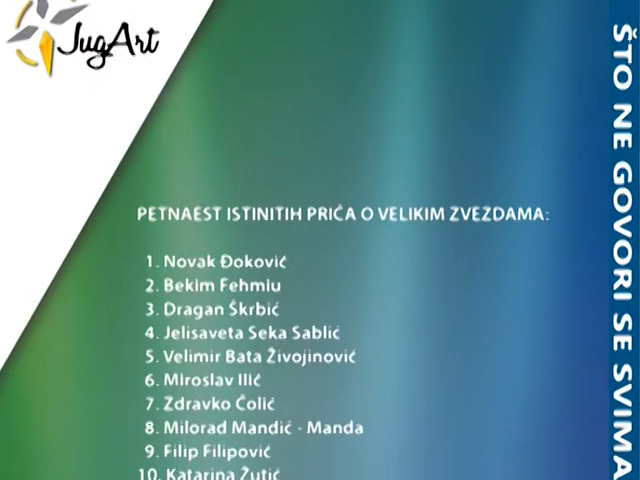 JugArt
PETNAEST ISTINITIH PRIČA O VELIKIM ZVEZDAMA:
1. Novak Đoković
2. Bekim Fehmiu
3. Dragan Škrbić
4. Jelisaveta Seka Sablić
5. Velimir Bata Živojinović
6. Miroslav Ilić
7. Zdravko Čolić
8. Milorad Mandić - Manda
9. Filip Filipović
10. Katarina Žutić
ŠTO NE GOVORI SE SVIMA